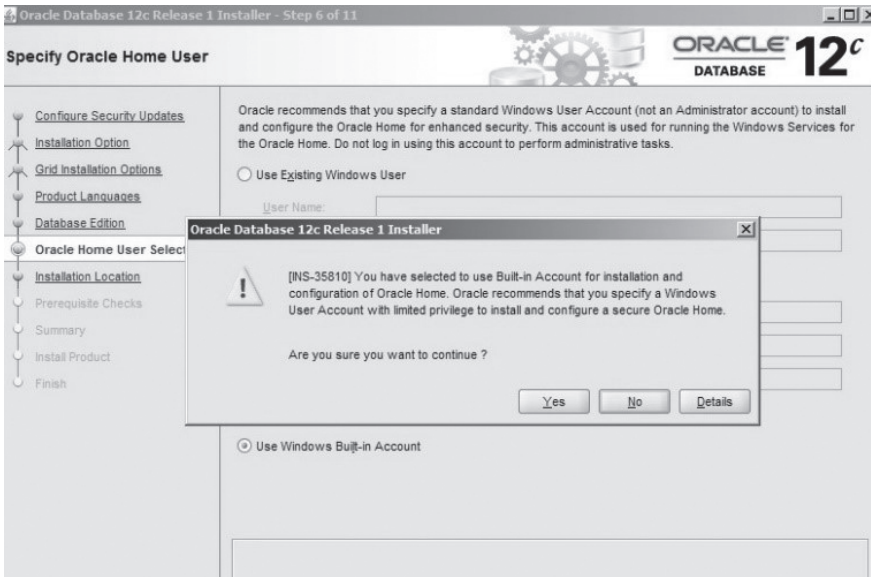 Oracle Database 12c Release 1 Installer - Step 6 of 11
Specify Oracle Home User
ORACLE
DATABASE
12c
Configure Security Updates
Installation Option
Grid Installation Options
Product Languages
Database Edition
Oracle Home User Select
Installation Location
Prerequisite Checks
Summary
Install Product
Finish
Oracle recommends that you specify a standard Windows User Account (not an Administrator account) to install
and configure the Oracle Home for enhanced security. This account is used for running the Windows Services for
the Oracle Home. Do not log in using this account to perform administrative tasks.
Use Existing Windows User
User Name:
Oracle Database 12c Release 1 Installer
[INS-35810] You have selected to use Built-in Account for installation and
configuration of Oracle Home. Oracle recommends that you specify a Windows
User Account with limited privilege to install and configure a secure Oracle Home.
Are you sure you want to continue ?
Yes
No
Details
Use Windows Built-in Account